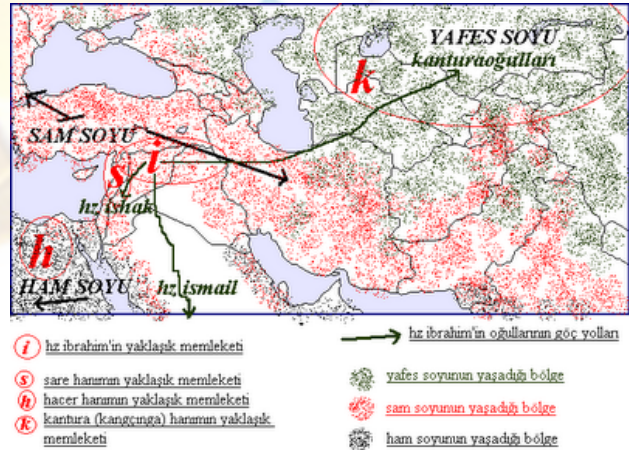 YAFES SOYU
kanturaoğulları
k
SAM SOYU
s
i
hz ishak
h
HAM SOYU
hz ismail
i hz ibrahim'in yaklaşık memleketi
s sare hanımın yaklaşık memleketi
h hacer hanımın yaklaşık memleketi
k kantura (kangçınga) hanımın yaklaşık
memleketi
hz ibrahim'in oğullarının göç yolları
yafes soyunun yaşadığı bölge
sam soyunun yaşadığı bölge
ham soyunun yaşadığı bölge